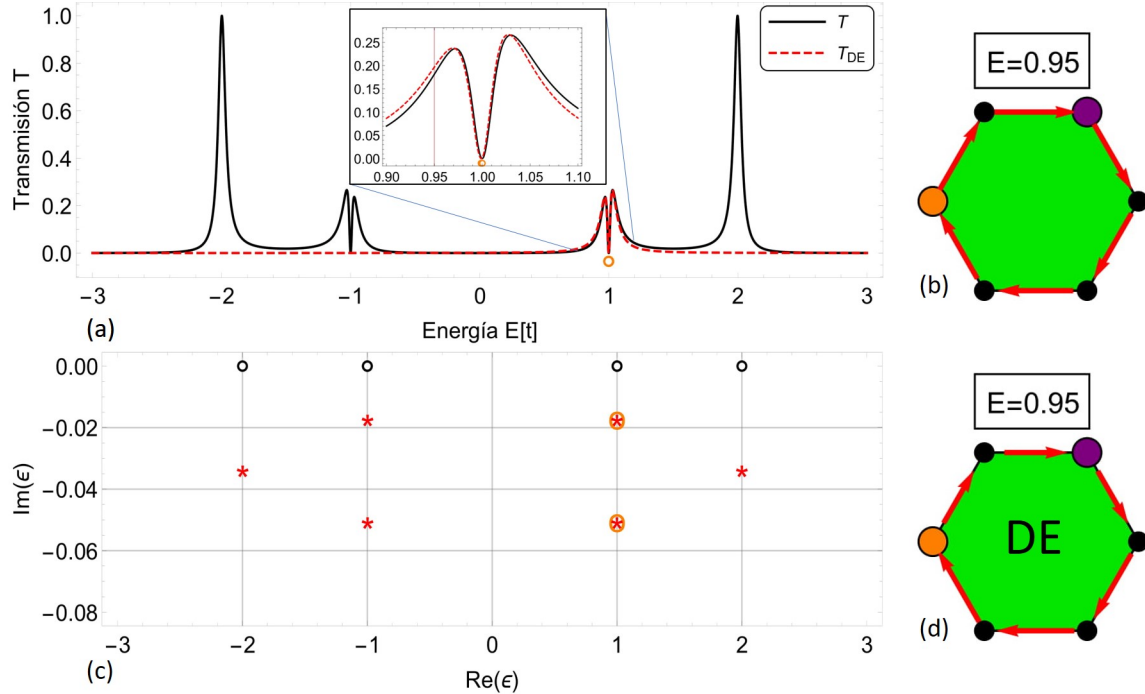 Transmisión T
1.0
0.8
0.6
0.4
0.2
0.0
0.25
0.20
0.15
0.10
0.05
0.00
0.90 0.95 1.00 1.05 1.10
T
T_DE
−3 −2 −1 0 1 2 3
(a)
Energía E[t]
E=0.95
(b)
Im(ϵ)
0.00
−0.02
−0.04
−0.06
−0.08
−3 −2 −1 0 1 2 3
(c)
Re(ϵ)
E=0.95
DE
(d)